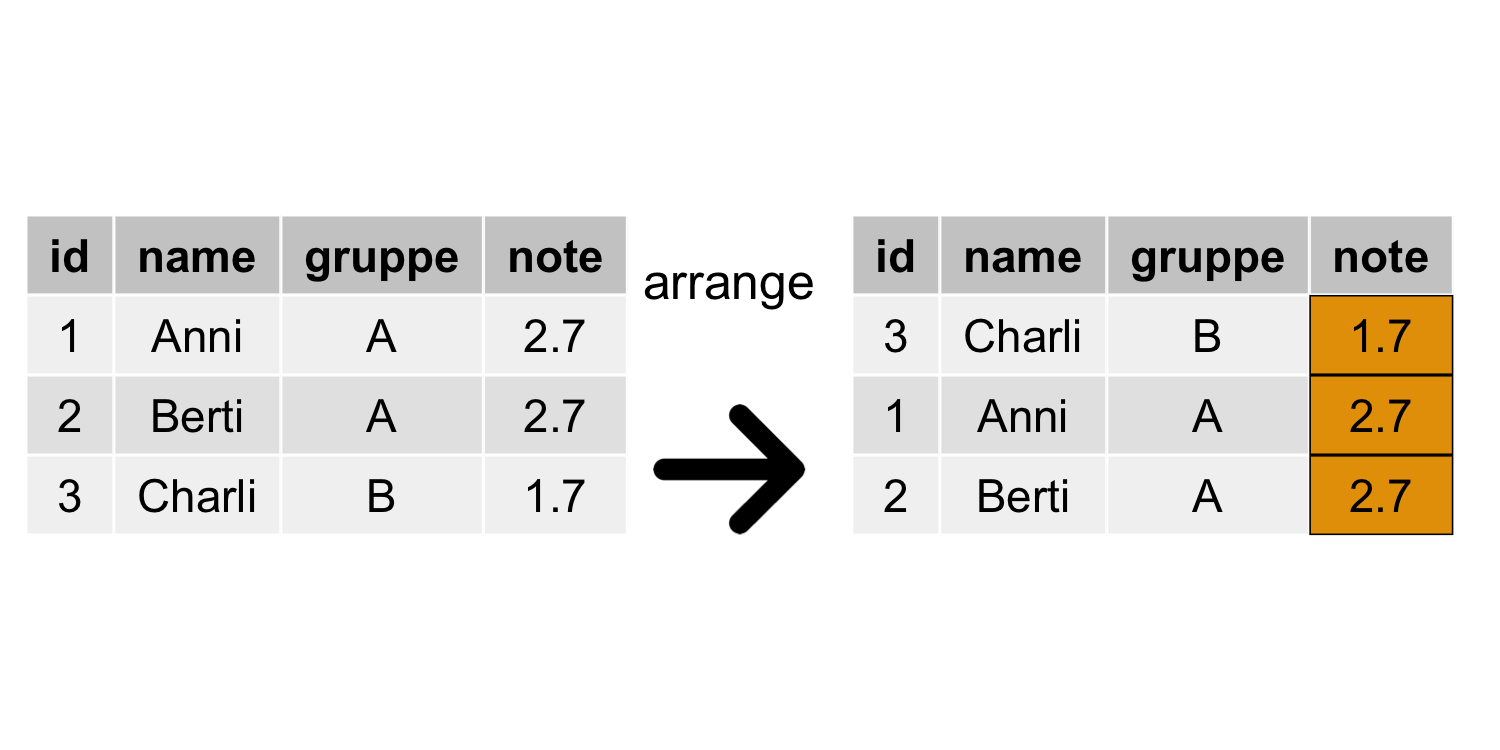 id name gruppe note
1 Anni A 2.7
2 Berti A 2.7
3 Charli B 1.7
arrange
id name gruppe note
3 Charli B 1.7
1 Anni A 2.7
2 Berti A 2.7